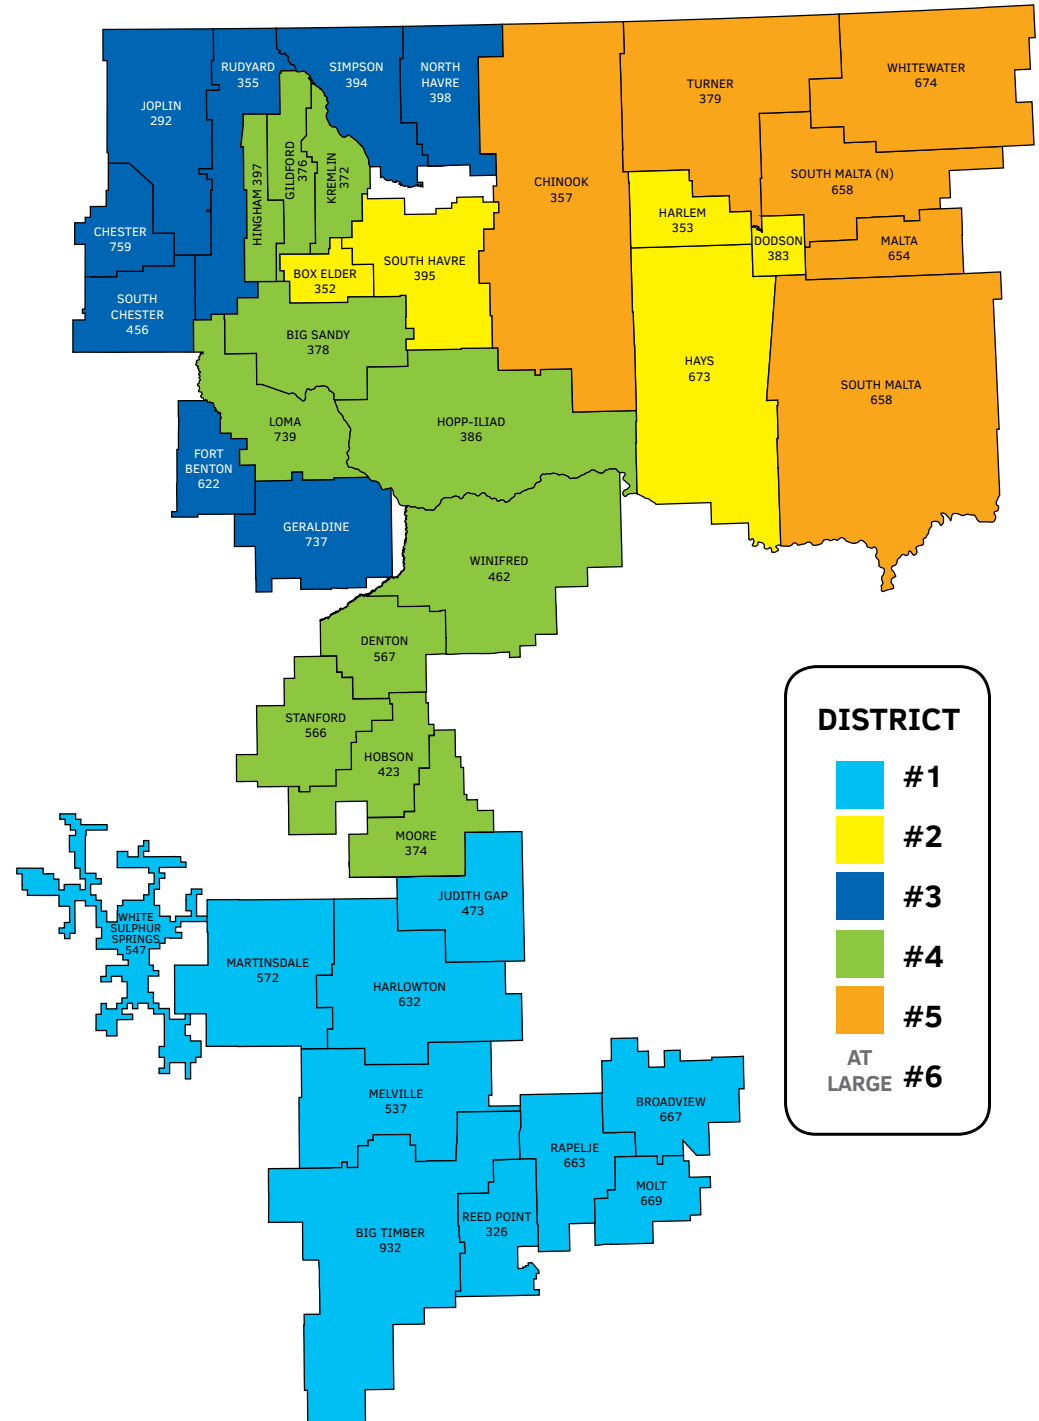 JOPLIN
292
RUDYARD
355
SIMPSON
394
NORTH
HAVRE
398
TURNER
379
WHITEWATER
674
HINGHAM 397
GILDFORD
376
KREMLIN
372
CHINOOK
357
SOUTH MALTA (N)
658
CHESTER
759
HARLEM
353
DODSON
383
MALTA
654
SOUTH
CHESTER
456
BOX ELDER
352
SOUTH HAVRE
395
BIG SANDY
378
HAYS
673
SOUTH MALTA
658
LOMA
739
HOPP-ILIAD
386
FORT
BENTON
622
GERALDINE
737
WINIFRED
462
DENTON
567
STANFORD
566
HOBSON
423
MOORE
374
JUDITH GAP
473
WHITE
SULPHUR
SPRINGS
547
MARTINSDALE
572
HARLOWTON
632
MELVILLE
537
BROADVIEW
667
RAPELJE
663
MOLT
669
REED POINT
326
BIG TIMBER
932
DISTRICT
#1
#2
#3
#4
#5
AT
LARGE #6